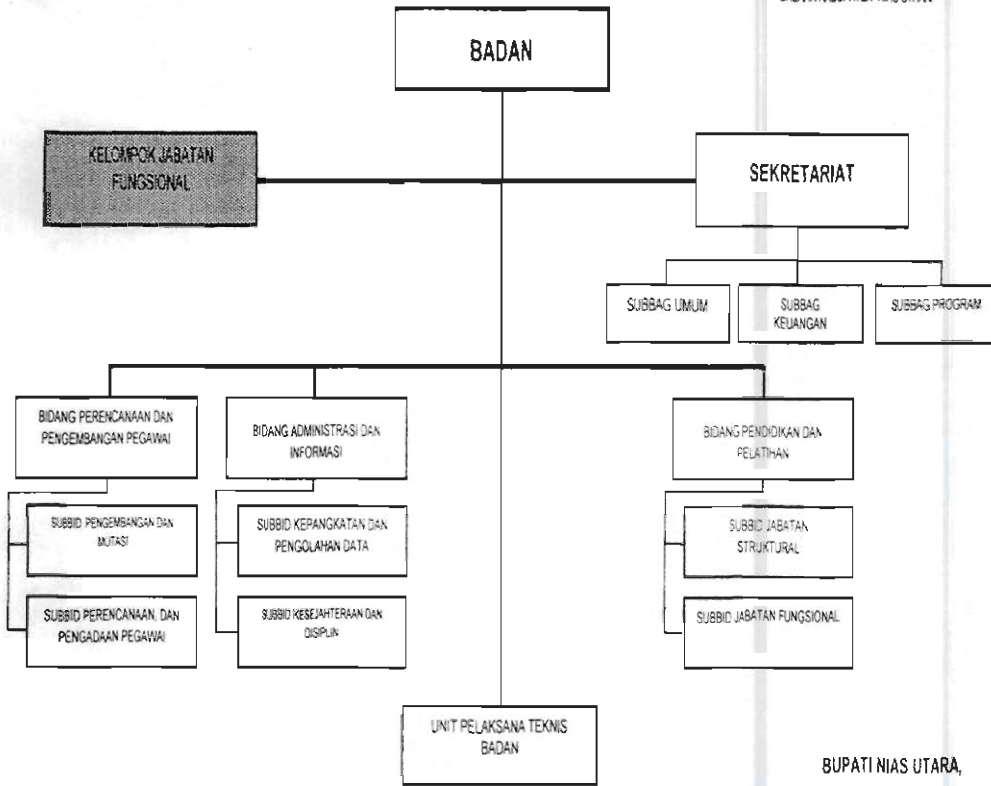 BADAN
KELOMPOK JABATAN
FUNGSIONAL
SEKRETARIAT
SUBBAG UMUM
SUBBAG
KEUANGAN
SUBBAG PROGRAM
BIDANG PERENCANAAN DAN
PENGEMBANGAN PEGAWAI
BIDANG ADMINISTRASI DAN
INFORMASI
BIDANG PENDIDIKAN DAN
PELATIHAN
SUBBID PENGEMBANGAN DAN
MUTASI
SUBBID KEPANGKATAN DAN
PENGOLAHAN DATA
SUBBID JABATAN
STRUKTURAL
SUBBID PERENCANAAN, DAN
PENGADAAN PEGAWAI
SUBBID KESEJAHTERAAN DAN
DISIPLIN
SUBBID JABATAN FUNGSIONAL
UNIT PELAKSANA TEKNIS
BADAN
BUPATI NIAS UTARA,